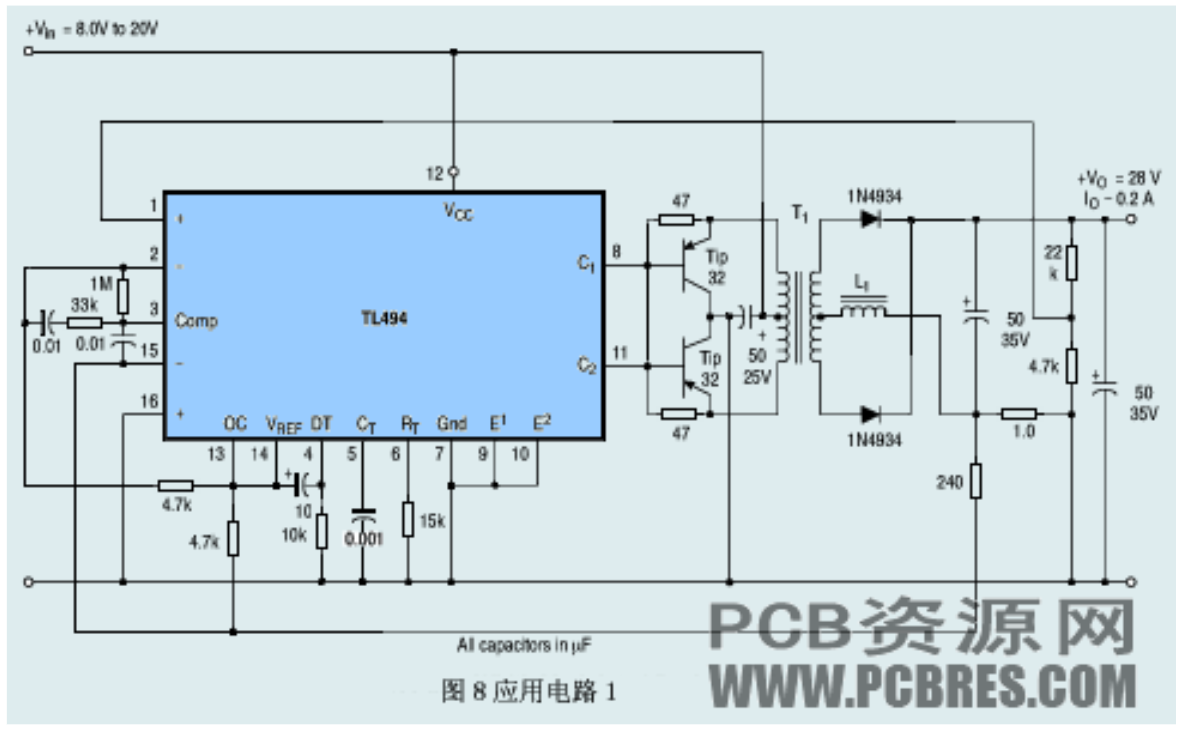 +Vin = 8.0V to 20V
12
+VO = 28 V
IO - 0.2 A
1
+
VCC
47
T1
1N4934
2
-
1M
33k
3
Comp
0.01
0.01
15
-
TL494
C1
8
Tip
32
L1
22
k
+
50
35V
16
+
C2
11
Tip
32
+
50
25V
4.7k
+
50
35V
OC
VREF
DT
CT
RT
Gnd
E1
E2
47
1N4934
1.0
13
14
4
5
6
7
9
10
4.7k
+
10
240
4.7k
10k
0.001
15k
All capacitors in μF
图 8 应用电路 1
PCB资源网
WWW.PCBRES.COM